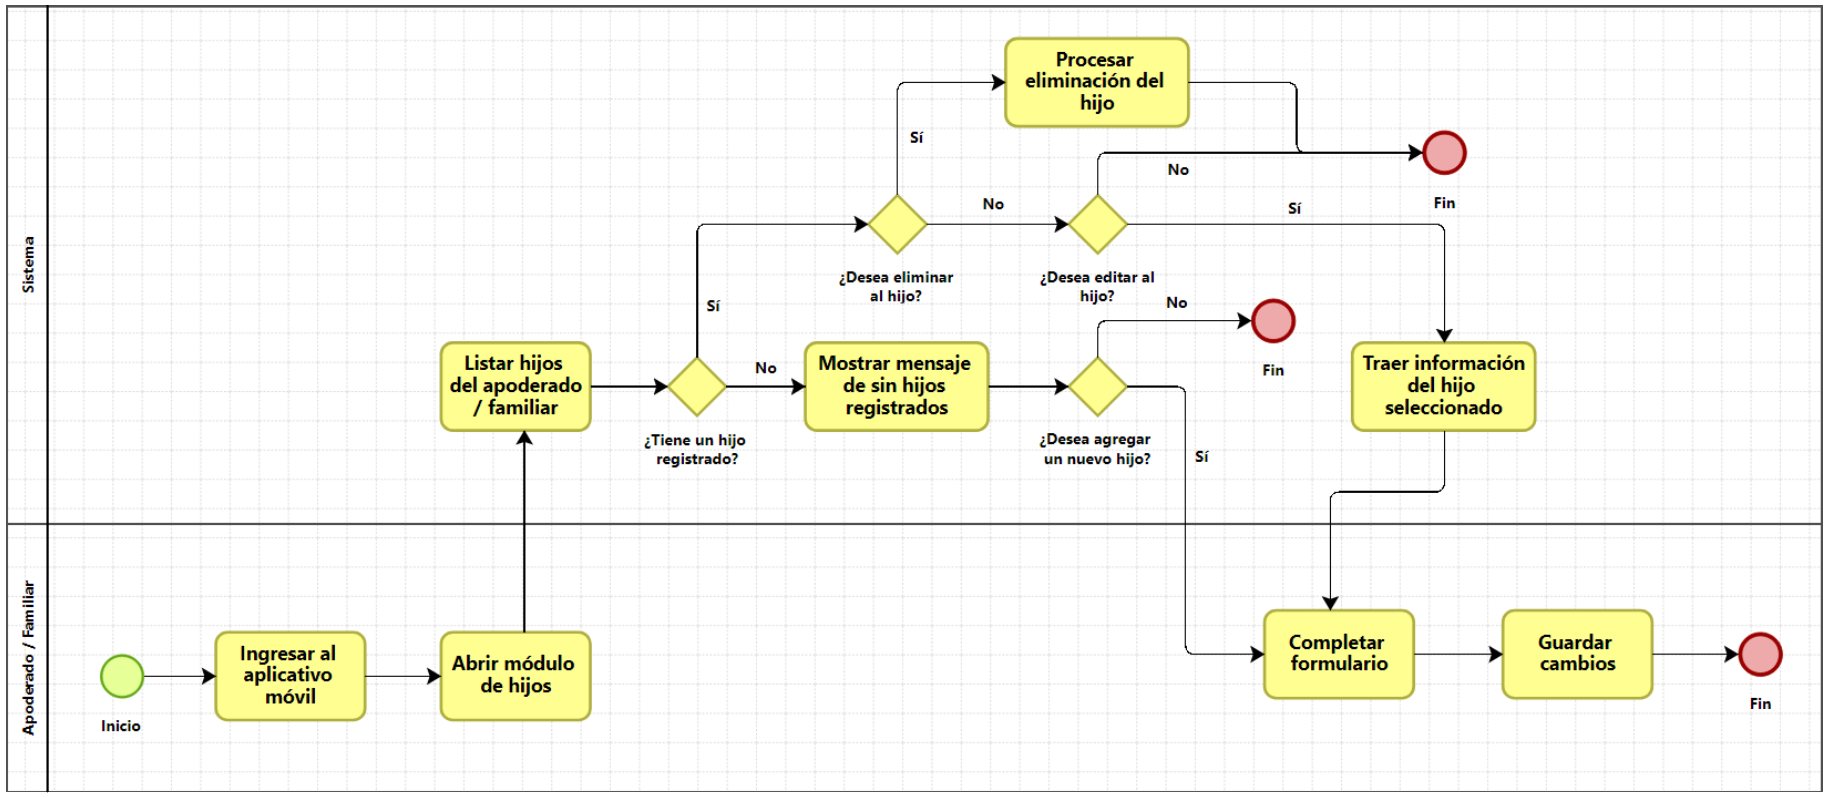 Sistema
Procesar
eliminación del
hijo
Sí
No
No
Sí
Fin
¿Desea eliminar
al hijo?
¿Desea editar al
hijo?
Sí
No
Fin
Listar hijos
del apoderado
/ familiar
No
¿Tiene un hijo
registrado?
Mostrar mensaje
de sin hijos
registrados
¿Desea agregar
un nuevo hijo?
Sí
Traer información
del hijo
seleccionado
Apoderado / Familiar
Inicio
Ingresar al
aplicativo
móvil
Abrir módulo
de hijos
Completar
formulario
Guardar
cambios
Fin